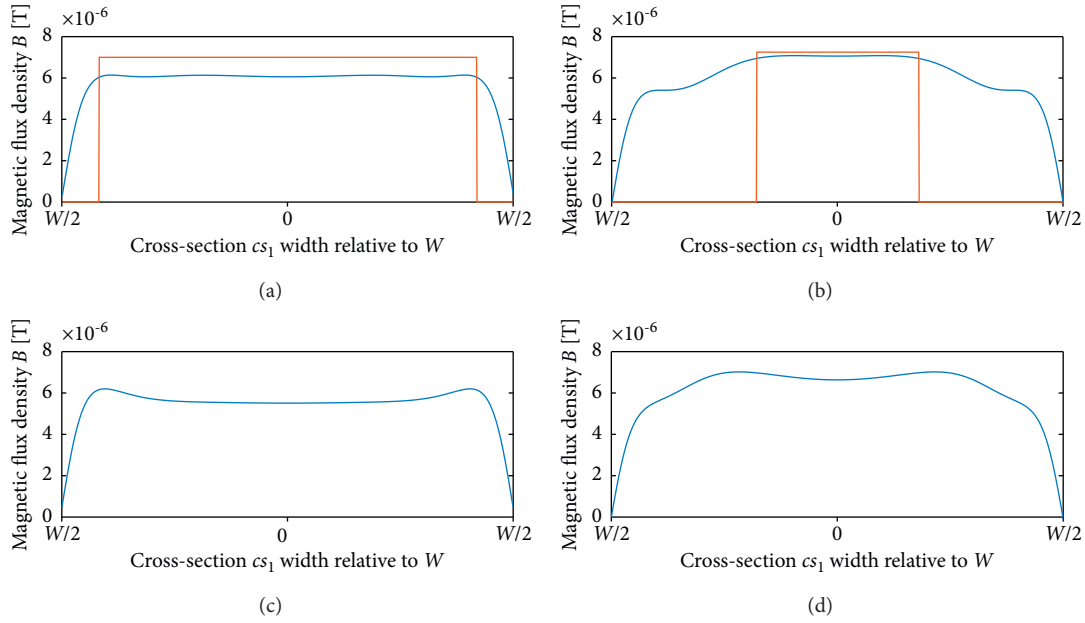 ×10⁻⁶
Magnetic flux density B [T]
8
6
4
2
0
W/2
0
W/2
Cross-section cs₁ width relative to W
(a)
×10⁻⁶
Magnetic flux density B [T]
8
6
4
2
0
W/2
0
W/2
Cross-section cs₁ width relative to W
(b)
×10⁻⁶
Magnetic flux density B [T]
8
6
4
2
0
W/2
0
W/2
Cross-section cs₁ width relative to W
(c)
×10⁻⁶
Magnetic flux density B [T]
8
6
4
2
0
W/2
0
W/2
Cross-section cs₁ width relative to W
(d)